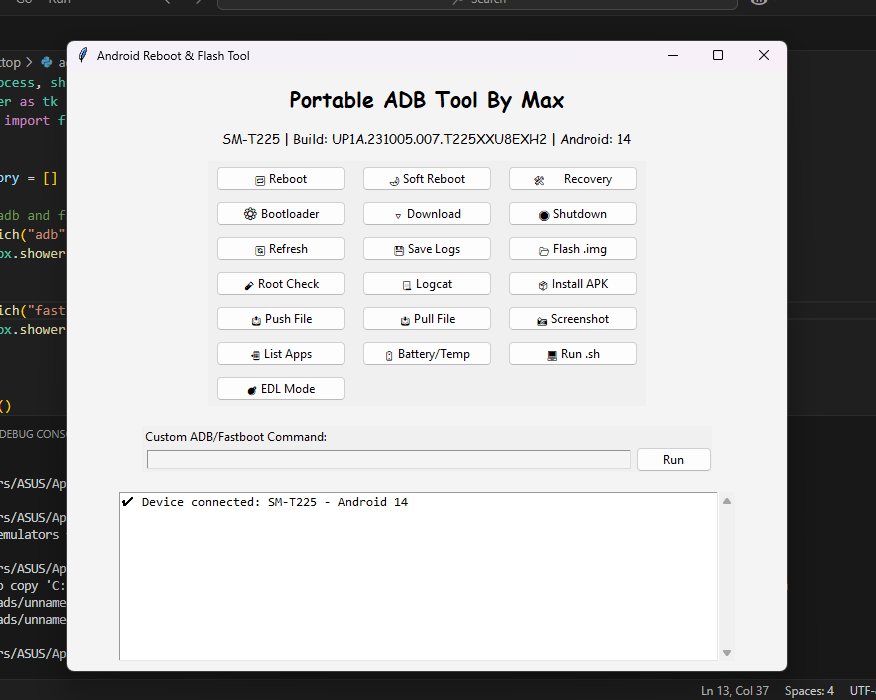 Go Run
Search
Android Reboot & Flash Tool
Portable ADB Tool By Max
SM-T225 | Build: UP1A.231005.007.T225XXU8EXH2 | Android: 14
Reboot Soft Reboot Recovery
Bootloader Download Shutdown
Refresh Save Logs Flash .img
Root Check Logcat Install APK
Push File Pull File Screenshot
List Apps Battery/Temp Run .sh
EDL Mode
Custom ADB/Fastboot Command:
Run
✔ Device connected: SM-T225 - Android 14
top > a
ocess, sh
er as tk
import f
ory = []
adb and f
ich("adb"
ox.shower
ich("fast
ox.shower
()
DEBUG CONS
rs/ASUS/Ap
rs/ASUS/Ap
emulators
rs/ASUS/Ap
o copy 'C:
ads/unname
ads/unname
rs/ASUS/Ap
Ln 13, Col 37 Spaces: 4 UTF-